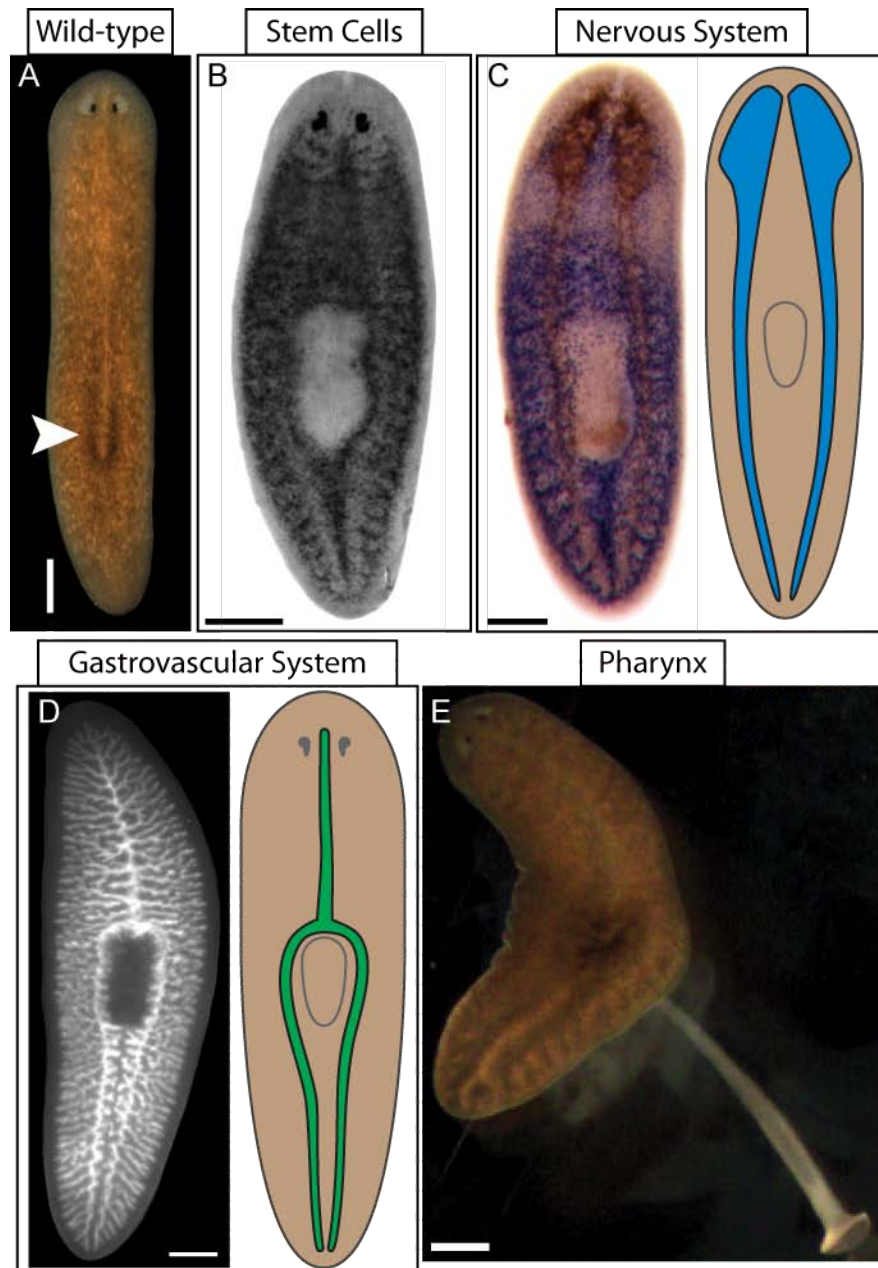 Wild-type
Stem Cells
Nervous System
A
B
C
Gastrovascular System
Pharynx
D
E